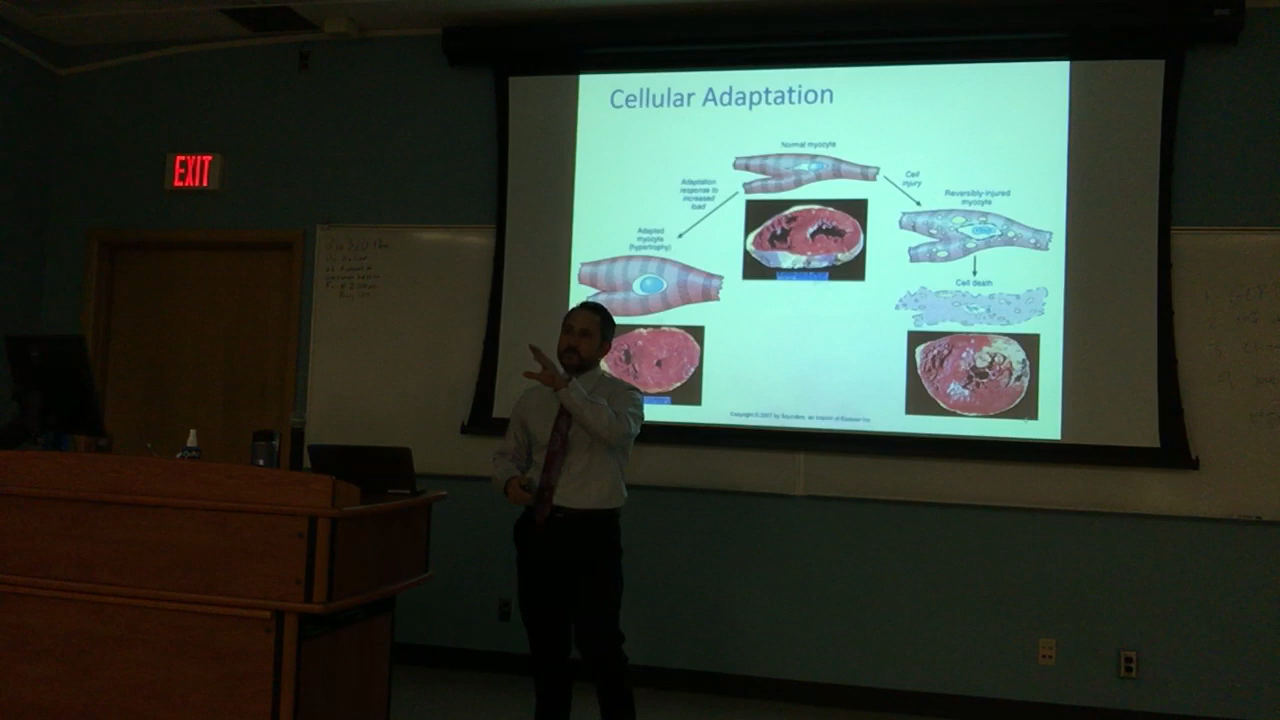 Cellular Adaptation
EXIT
Normal myocyte
Adaptation
response to
increased
load
Cell
injury
Reversibly-injured
myocyte
Adapted
myocyte
(hypertrophy)
Cell death
Copyright © 2007 by Saunders, an imprint of Elsevier Inc.